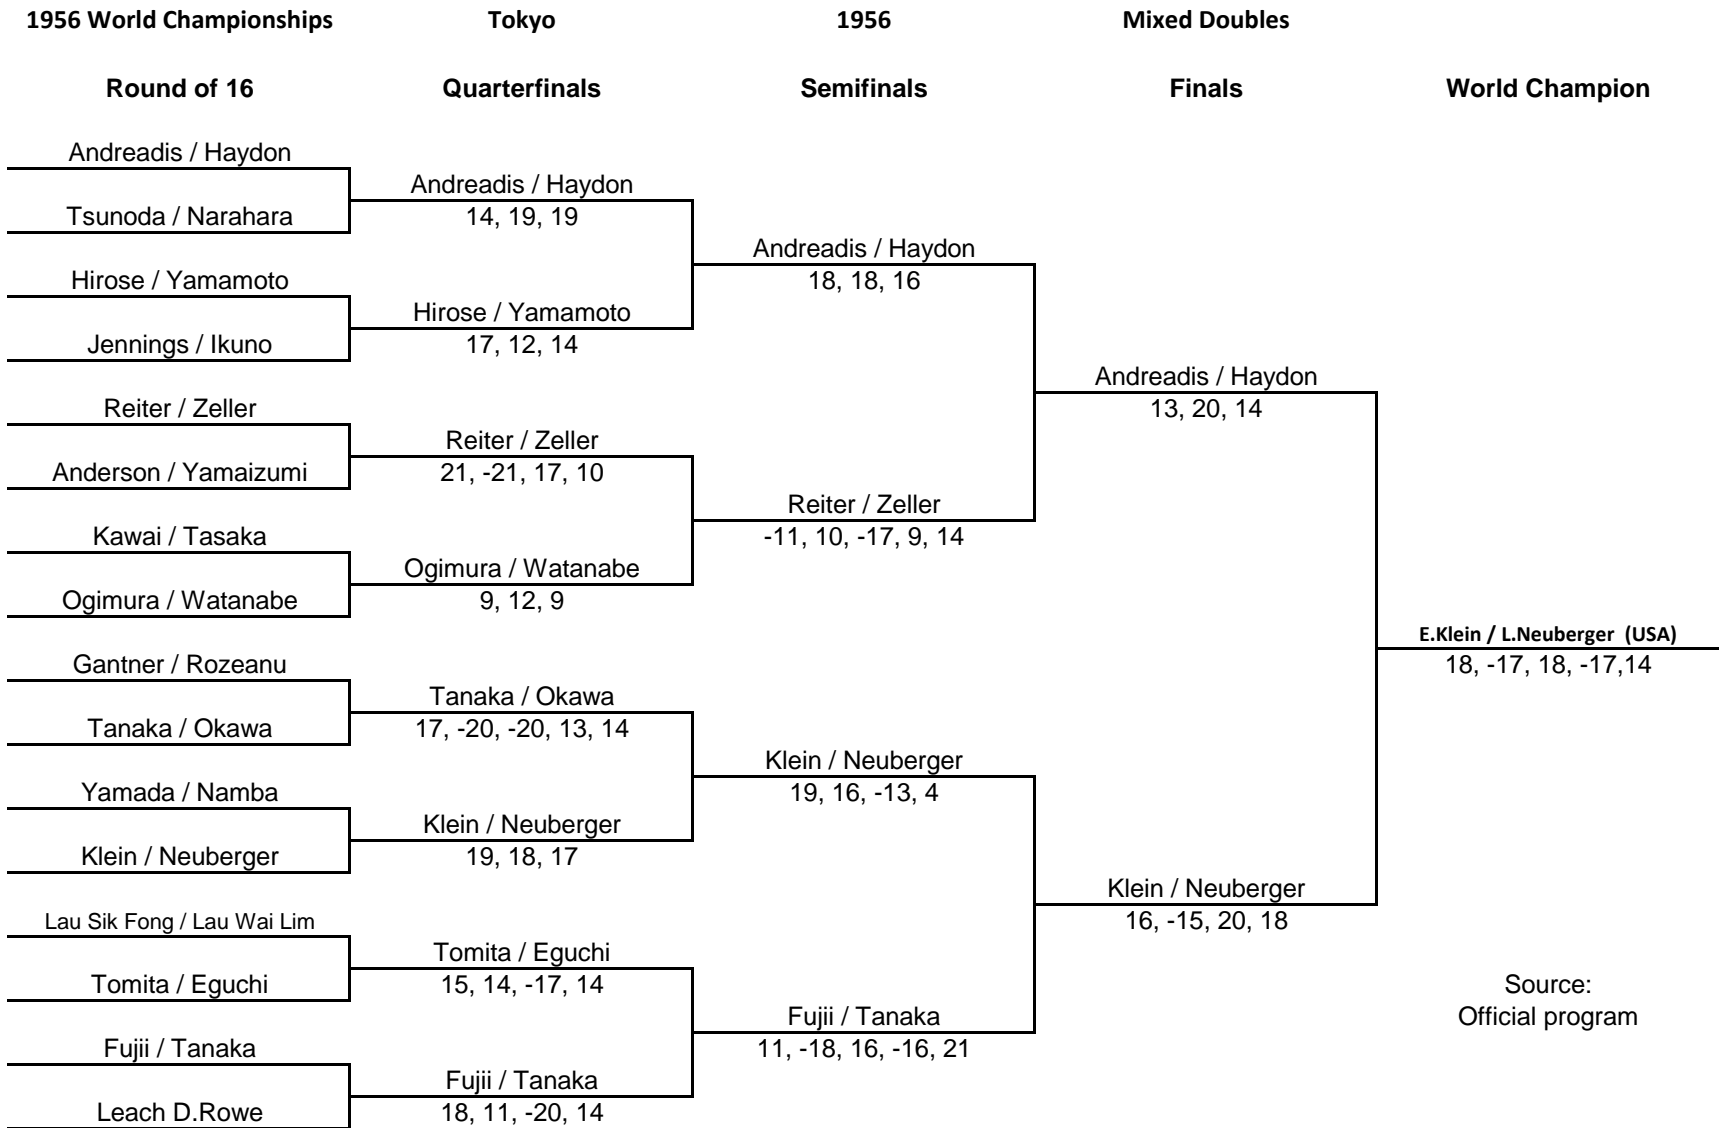 1956 World Championships Tokyo 1956 Mixed Doubles
Round of 16 Quarterfinals Semifinals Finals World Champion
Andreadis / Haydon
Andreadis / Haydon
Tsunoda / Narahara 14, 19, 19
Andreadis / Haydon
Hirose / Yamamoto 18, 18, 16
Hirose / Yamamoto
Jennings / Ikuno 17, 12, 14
Andreadis / Haydon
Reiter / Zeller 13, 20, 14
Reiter / Zeller
Anderson / Yamaizumi 21, -21, 17, 10
Reiter / Zeller
Kawai / Tasaka -11, 10, -17, 9, 14
Ogimura / Watanabe
Ogimura / Watanabe 9, 12, 9
E.Klein / L.Neuberger (USA)
Gantner / Rozeanu 18, -17, 18, -17,14
Tanaka / Okawa
Tanaka / Okawa 17, -20, -20, 13, 14
Klein / Neuberger
Yamada / Namba 19, 16, -13, 4
Klein / Neuberger
Klein / Neuberger 19, 18, 17
Klein / Neuberger
Lau Sik Fong / Lau Wai Lim 16, -15, 20, 18
Tomita / Eguchi
Tomita / Eguchi 15, 14, -17, 14 Source:
Fujii / Tanaka Official program
Fujii / Tanaka 11, -18, 16, -16, 21
Fujii / Tanaka
Leach D.Rowe 18, 11, -20, 14